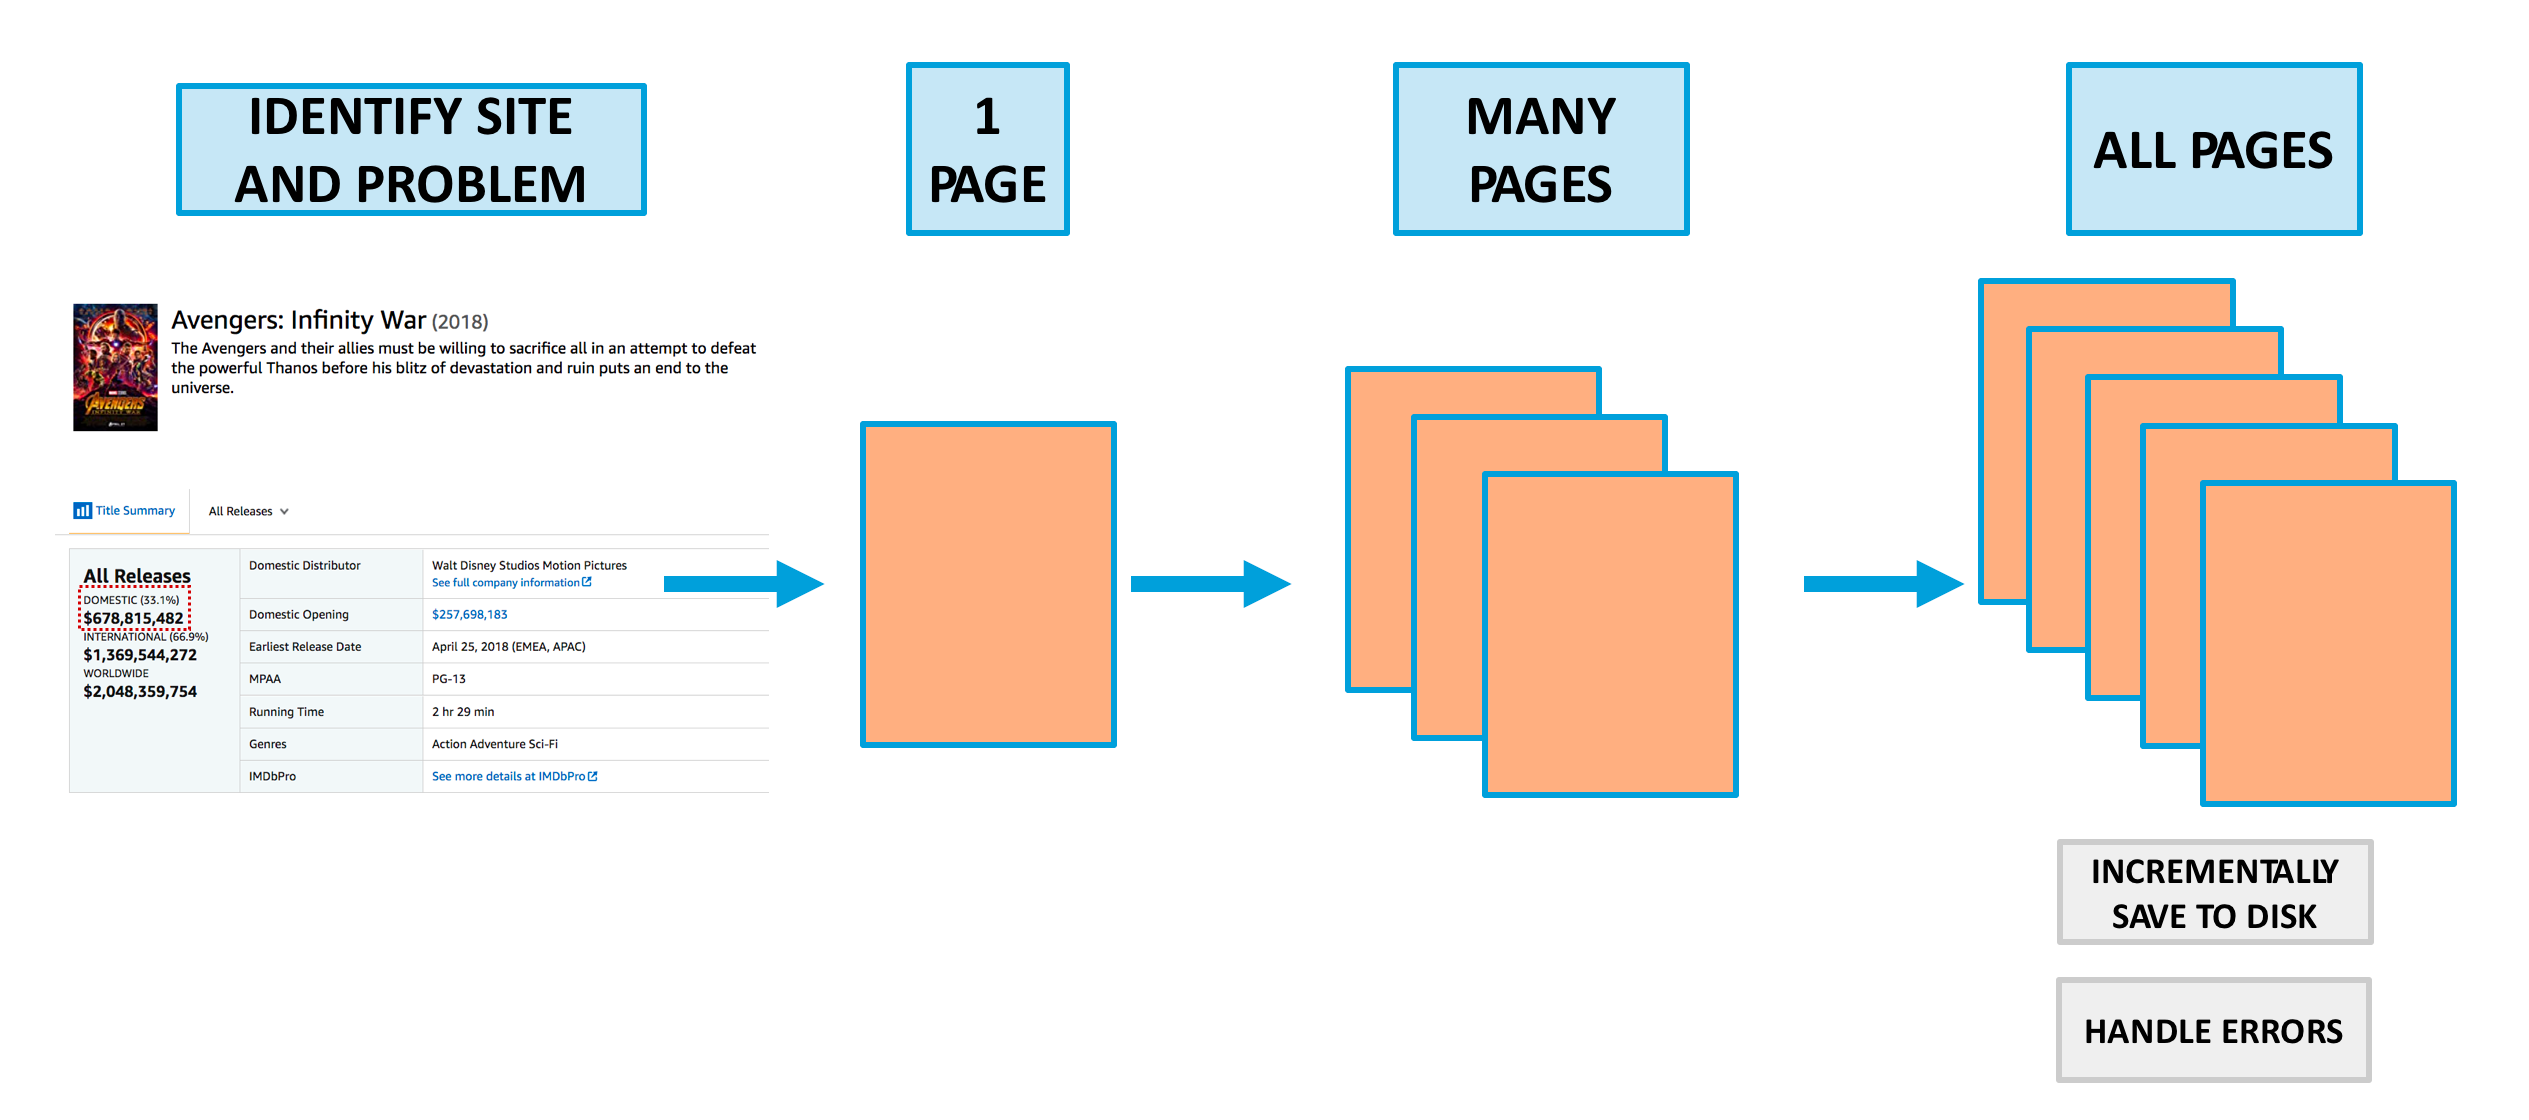 IDENTIFY SITE
AND PROBLEM
1
PAGE
MANY
PAGES
ALL PAGES
Avengers: Infinity War (2018)
The Avengers and their allies must be willing to sacrifice all in an attempt to defeat
the powerful Thanos before his blitz of devastation and ruin puts an end to the
universe.
AVENGERS
INFINITY WAR
Title Summary
All Releases
All Releases
DOMESTIC (33.1%)
$678,815,482
INTERNATIONAL (66.9%)
$1,369,544,272
WORLDWIDE
$2,048,359,754
Domestic Distributor
Walt Disney Studios Motion Pictures
See full company information
Domestic Opening
$257,698,183
Earliest Release Date
April 25, 2018 (EMEA, APAC)
MPAA
PG-13
Running Time
2 hr 29 min
Genres
Action Adventure Sci-Fi
IMDbPro
See more details at IMDbPro
INCREMENTALLY
SAVE TO DISK
HANDLE ERRORS